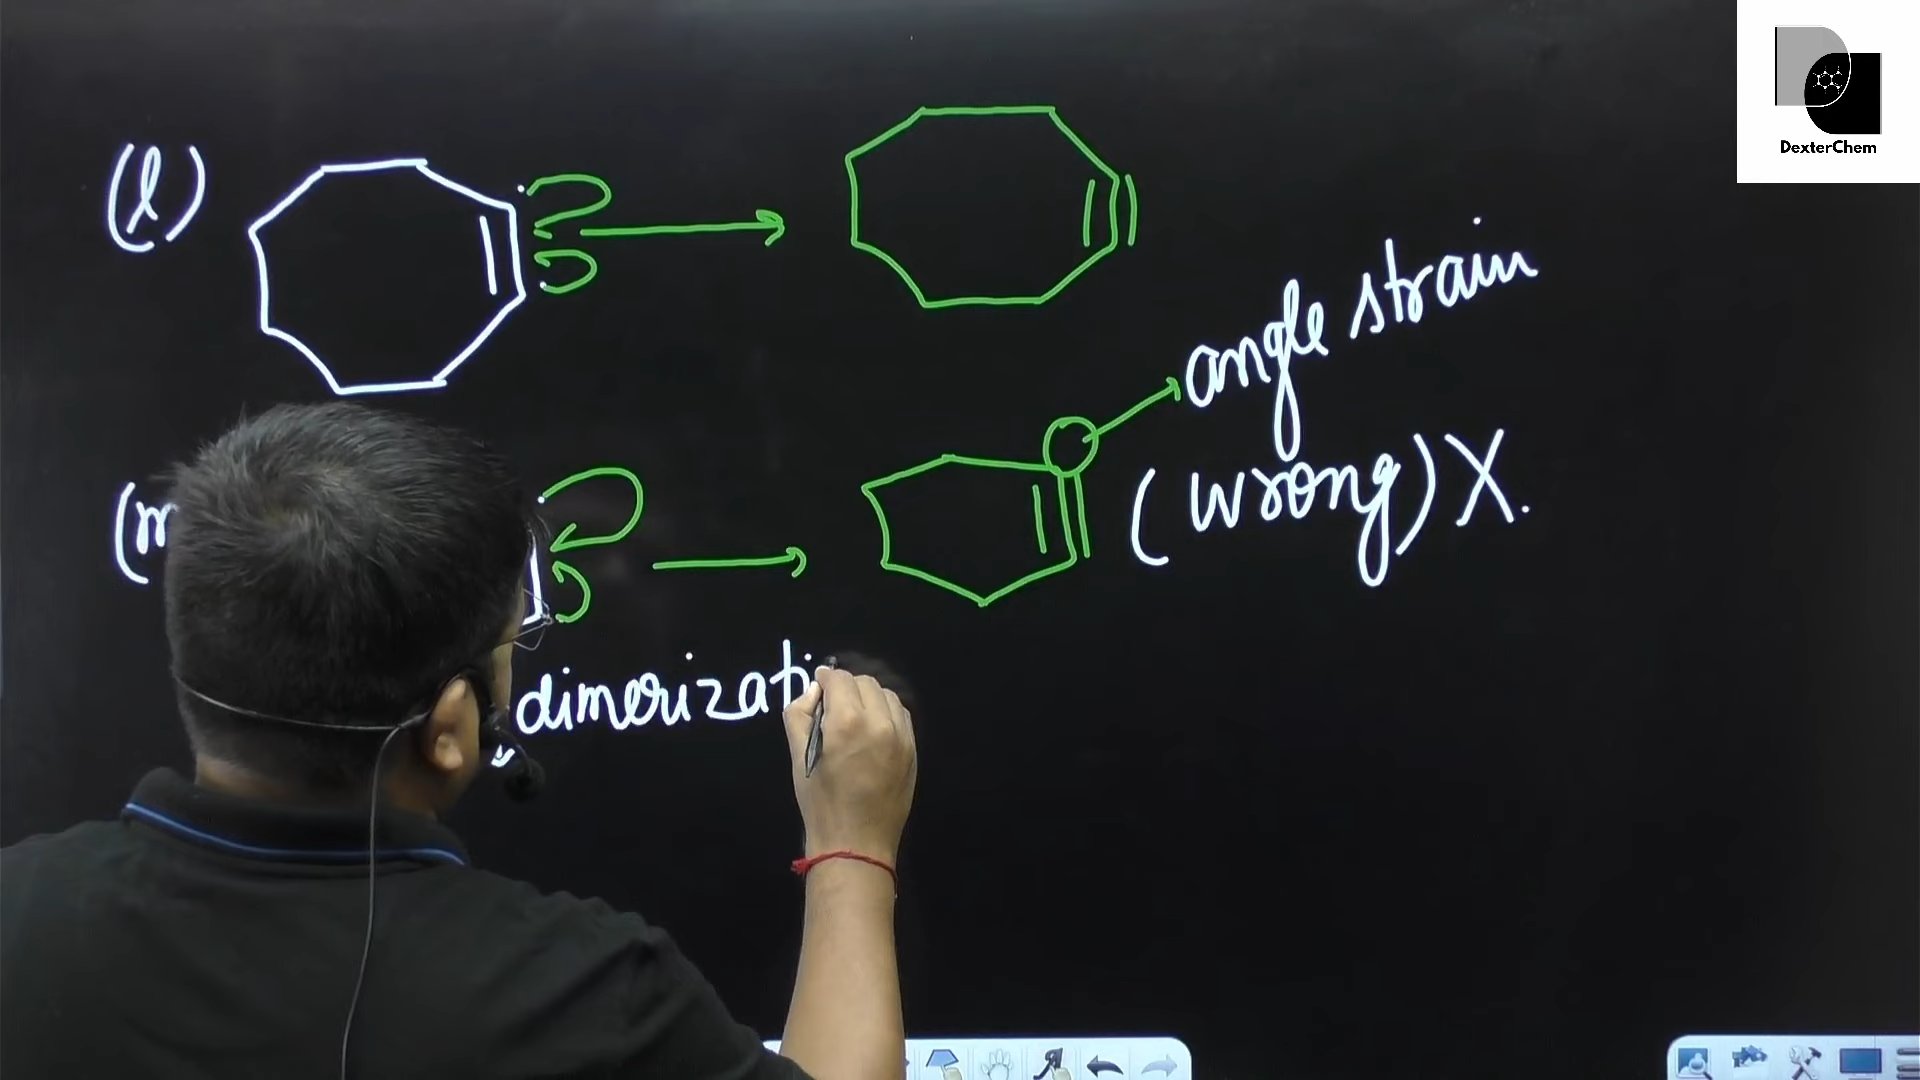 DexterChem
(l)
angle strain
(wrong) X.
(m
dimerizati